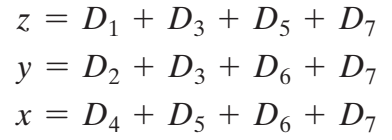 z = D₁ + D₃ + D₅ + D₇
y = D₂ + D₃ + D₆ + D₇
x = D₄ + D₅ + D₆ + D₇